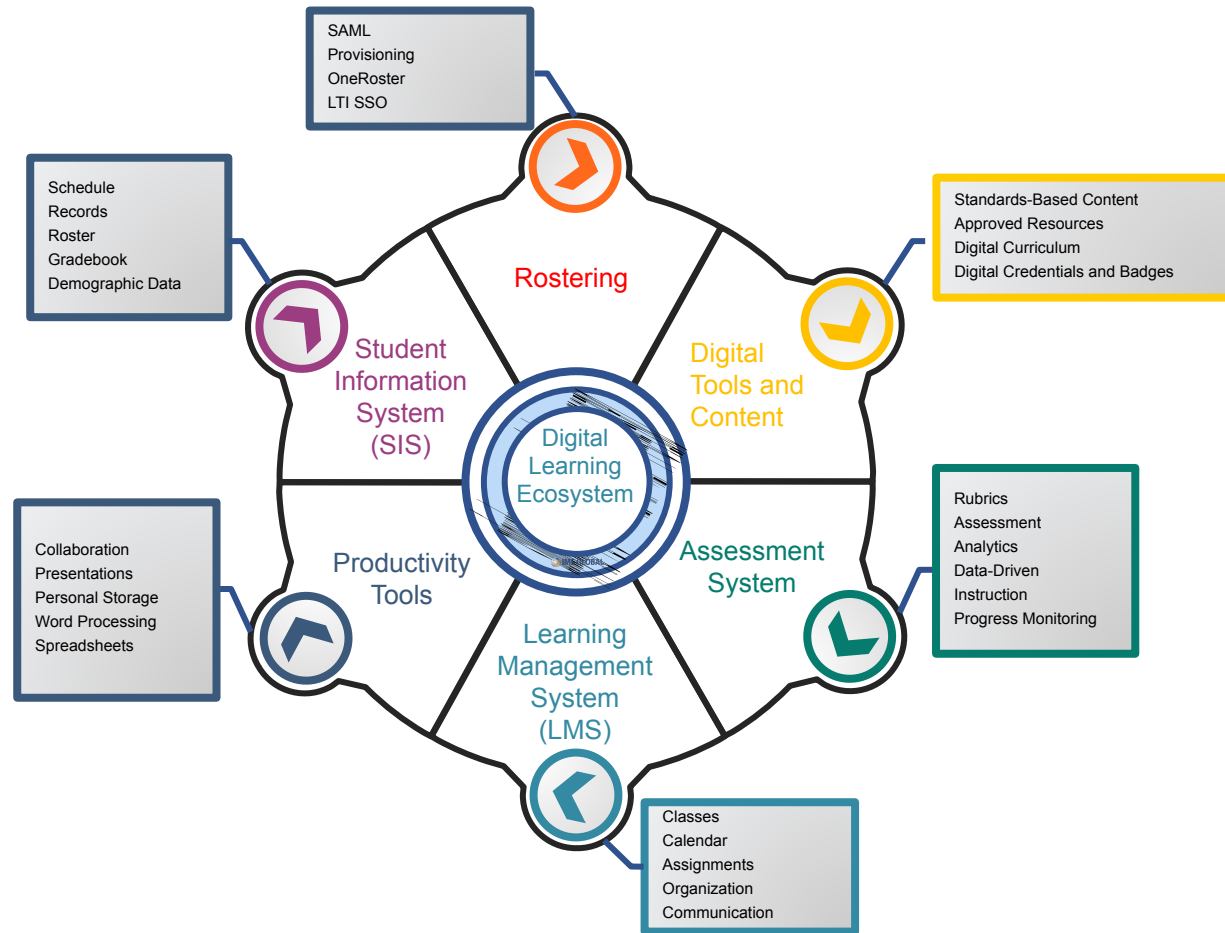 SAML
Provisioning
OneRoster
LTI SSO
Schedule
Records
Roster
Gradebook
Demographic Data
Standards-Based Content
Approved Resources
Digital Curriculum
Digital Credentials and Badges
Rostering
Student
Information
System
(SIS)
Digital
Tools and
Content
Digital
Learning
Ecosystem
Collaboration
Presentations
Personal Storage
Word Processing
Spreadsheets
Productivity
Tools
Assessment
System
Rubrics
Assessment
Analytics
Data-Driven
Instruction
Progress Monitoring
Learning
Management
System
(LMS)
Classes
Calendar
Assignments
Organization
Communication